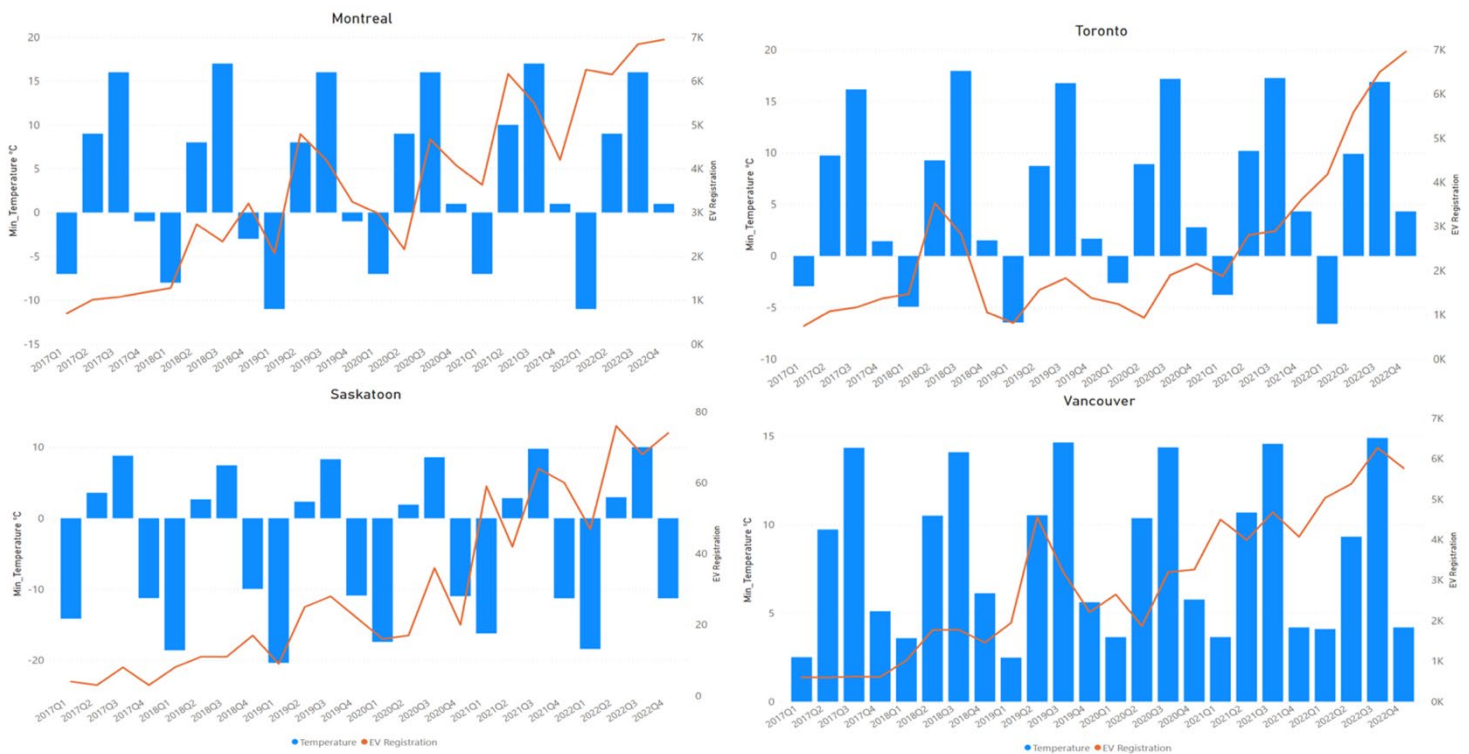 Montreal
Min_Temperature °C
20
15
10
5
0
-5
-10
-15
7K
6K
5K
4K
3K
2K
1K
0K
EV Registration
2017Q1
2017Q2
2017Q3
2017Q4
2018Q1
2018Q2
2018Q3
2018Q4
2019Q1
2019Q2
2019Q3
2019Q4
2020Q1
2020Q2
2020Q3
2020Q4
2021Q1
2021Q2
2021Q3
2021Q4
2022Q1
2022Q2
2022Q3
2022Q4
Toronto
Min_Temperature °C
20
15
10
5
0
-5
-10
7K
6K
5K
4K
3K
2K
1K
0K
EV Registration
2017Q1
2017Q2
2017Q3
2017Q4
2018Q1
2018Q2
2018Q3
2018Q4
2019Q1
2019Q2
2019Q3
2019Q4
2020Q1
2020Q2
2020Q3
2020Q4
2021Q1
2021Q2
2021Q3
2021Q4
2022Q1
2022Q2
2022Q3
2022Q4
Saskatoon
Min_Temperature °C
10
0
-10
-20
80
60
40
20
0
EV Registration
2017Q1
2017Q2
2017Q3
2017Q4
2018Q1
2018Q2
2018Q3
2018Q4
2019Q1
2019Q2
2019Q3
2019Q4
2020Q1
2020Q2
2020Q3
2020Q4
2021Q1
2021Q2
2021Q3
2021Q4
2022Q1
2022Q2
2022Q3
2022Q4
Temperature EV Registration
Vancouver
Min_Temperature °C
15
10
5
0
7K
6K
5K
4K
3K
2K
1K
0K
EV Registration
2017Q1
2017Q2
2017Q3
2017Q4
2018Q1
2018Q2
2018Q3
2018Q4
2019Q1
2019Q2
2019Q3
2019Q4
2020Q1
2020Q2
2020Q3
2020Q4
2021Q1
2021Q2
2021Q3
2021Q4
2022Q1
2022Q2
2022Q3
2022Q4
Temperature EV Registration